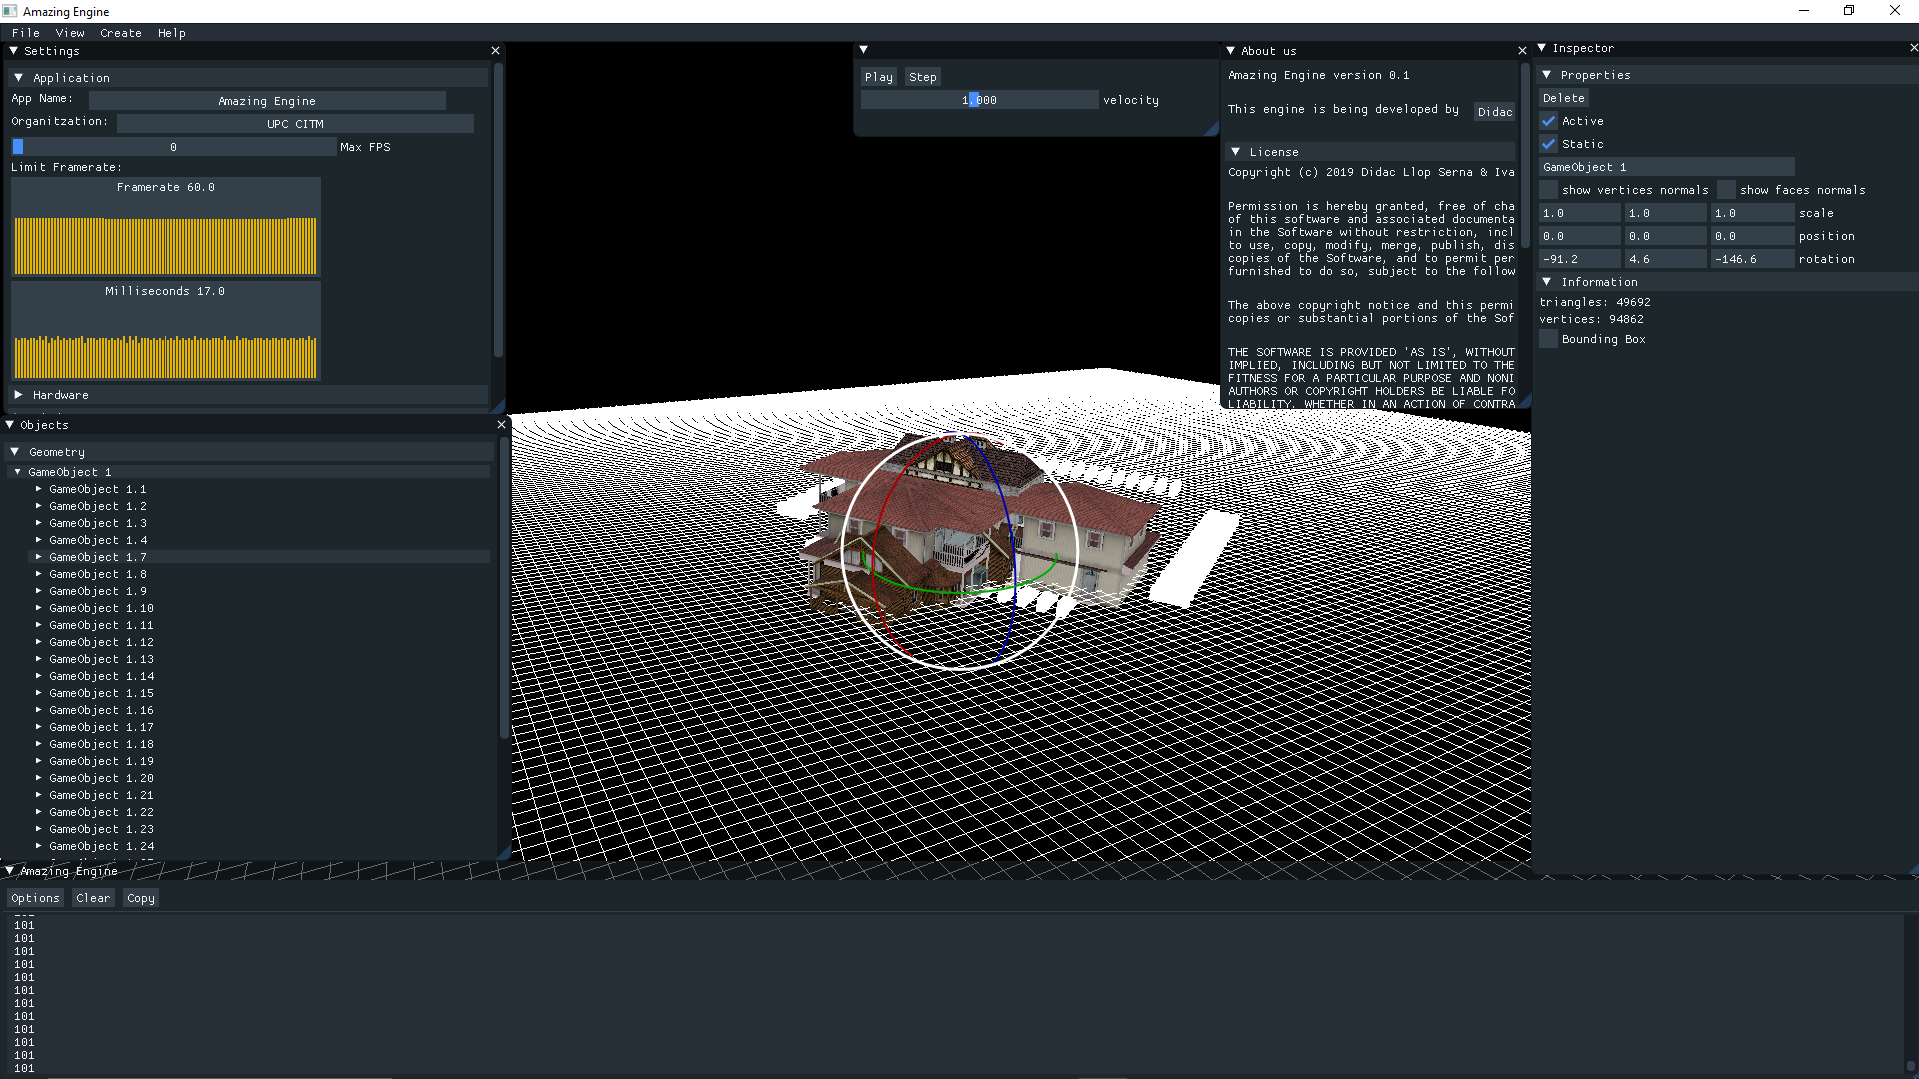 Amazing Engine
File View Create Help
Settings
Application
App Name: Amazing Engine
Organitzation: UPC CITM
0 Max FPS
Limit Framerate:
Framerate 60.0
Milliseconds 17.0
Hardware
Objects
Geometry
GameObject 1
GameObject 1.1
GameObject 1.2
GameObject 1.3
GameObject 1.4
GameObject 1.7
GameObject 1.8
GameObject 1.9
GameObject 1.10
GameObject 1.11
GameObject 1.12
GameObject 1.13
GameObject 1.14
GameObject 1.15
GameObject 1.16
GameObject 1.17
GameObject 1.18
GameObject 1.19
GameObject 1.20
GameObject 1.21
GameObject 1.22
GameObject 1.23
GameObject 1.24
Play Step
1.000 velocity
About us
Amazing Engine version 0.1
This engine is being developed by Didac
License
Copyright (c) 2019 Didac Llop Serna & Iva
Permission is hereby granted, free of cha
of this software and associated documenta
in the Software without restriction, incl
to use, copy, modify, merge, publish, dis
copies of the Software, and to permit per
furnished to do so, subject to the follow
The above copyright notice and this permi
copies or substantial portions of the Sof
THE SOFTWARE IS PROVIDED 'AS IS', WITHOUT
IMPLIED, INCLUDING BUT NOT LIMITED TO THE
FITNESS FOR A PARTICULAR PURPOSE AND NONI
AUTHORS OR COPYRIGHT HOLDERS BE LIABLE FO
LIABILITY, WHETHER IN AN ACTION OF CONTRA
Inspector
Properties
Delete
Active
Static
GameObject 1
show vertices normals show faces normals
1.0 1.0 1.0 scale
0.0 0.0 0.0 position
-91.2 4.6 -146.6 rotation
Information
triangles: 49692
vertices: 94862
Bounding Box
Amazing Engine
Options Clear Copy
101
101
101
101
101
101
101
101
101
101
101
101